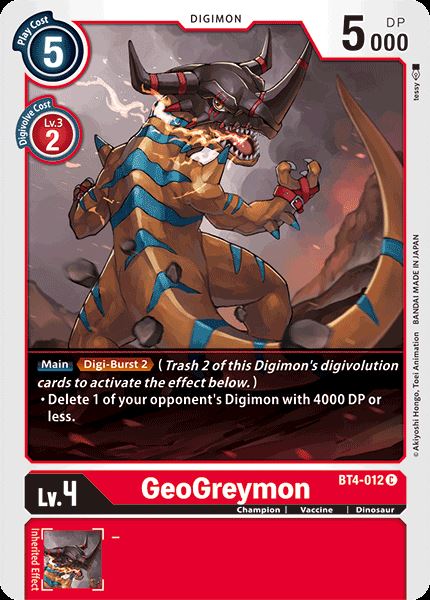 DIGIMON
Play Cost
5
5000
DP
Digivolve Cost
Lv.3
2
tessy
© Akiyoshi Hongo, Toei Animation BANDAI MADE IN JAPAN
Main Digi-Burst 2 (Trash 2 of this Digimon's digivolution
cards to activate the effect below.)
• Delete 1 of your opponent's Digimon with 4000 DP or
less.
BT4-012 C
Lv.4
GeoGreymon
Champion | Vaccine | Dinosaur
Inherited Effect
–